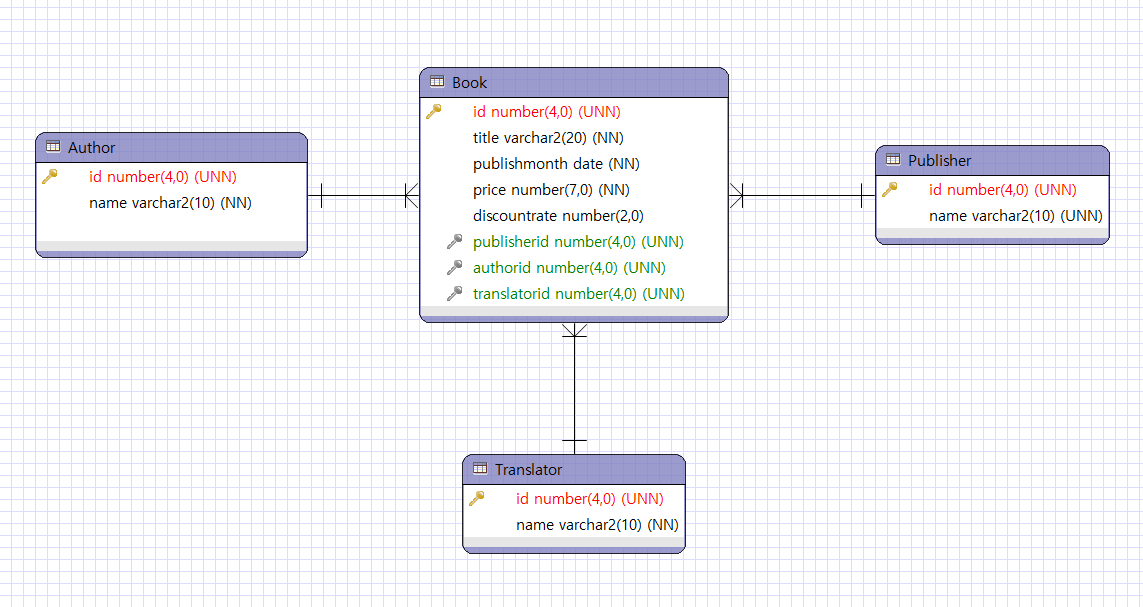 Book
id number(4,0) (UNN)
title varchar2(20) (NN)
publishmonth date (NN)
price number(7,0) (NN)
discountrate number(2,0)
publisherid number(4,0) (UNN)
authorid number(4,0) (UNN)
translatorid number(4,0) (UNN)
Author
id number(4,0) (UNN)
name varchar2(10) (NN)
Publisher
id number(4,0) (UNN)
name varchar2(10) (UNN)
Translator
id number(4,0) (UNN)
name varchar2(10) (NN)